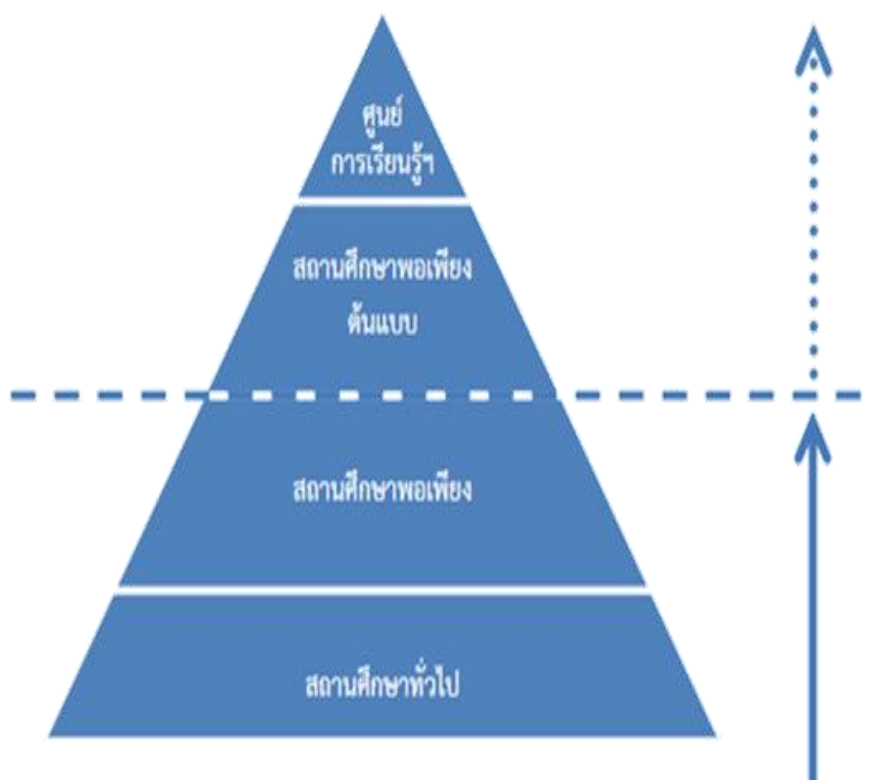 ศูนย์
การเรียนรู้ฯ
สถานศึกษาพอเพียง
ต้นแบบ
สถานศึกษาพอเพียง
สถานศึกษาทั่วไป